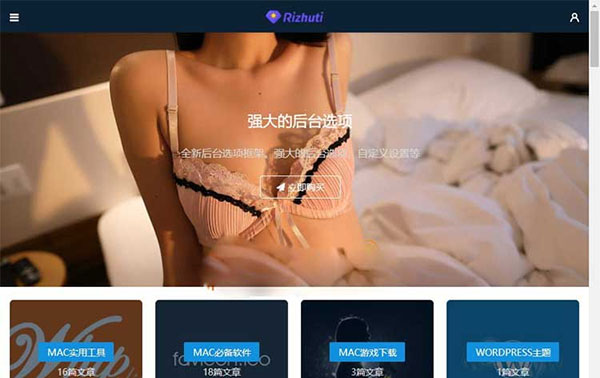 Rizhuti
强大的后台选项
全新后台选项框架，强大的后台选项，自定义设置等
立即购买
MAC实用工具
16篇文章
favicon.ico
MAC必备软件
18篇文章
MAC游戏下载
3篇文章
WORDPRESS主题
1篇文章